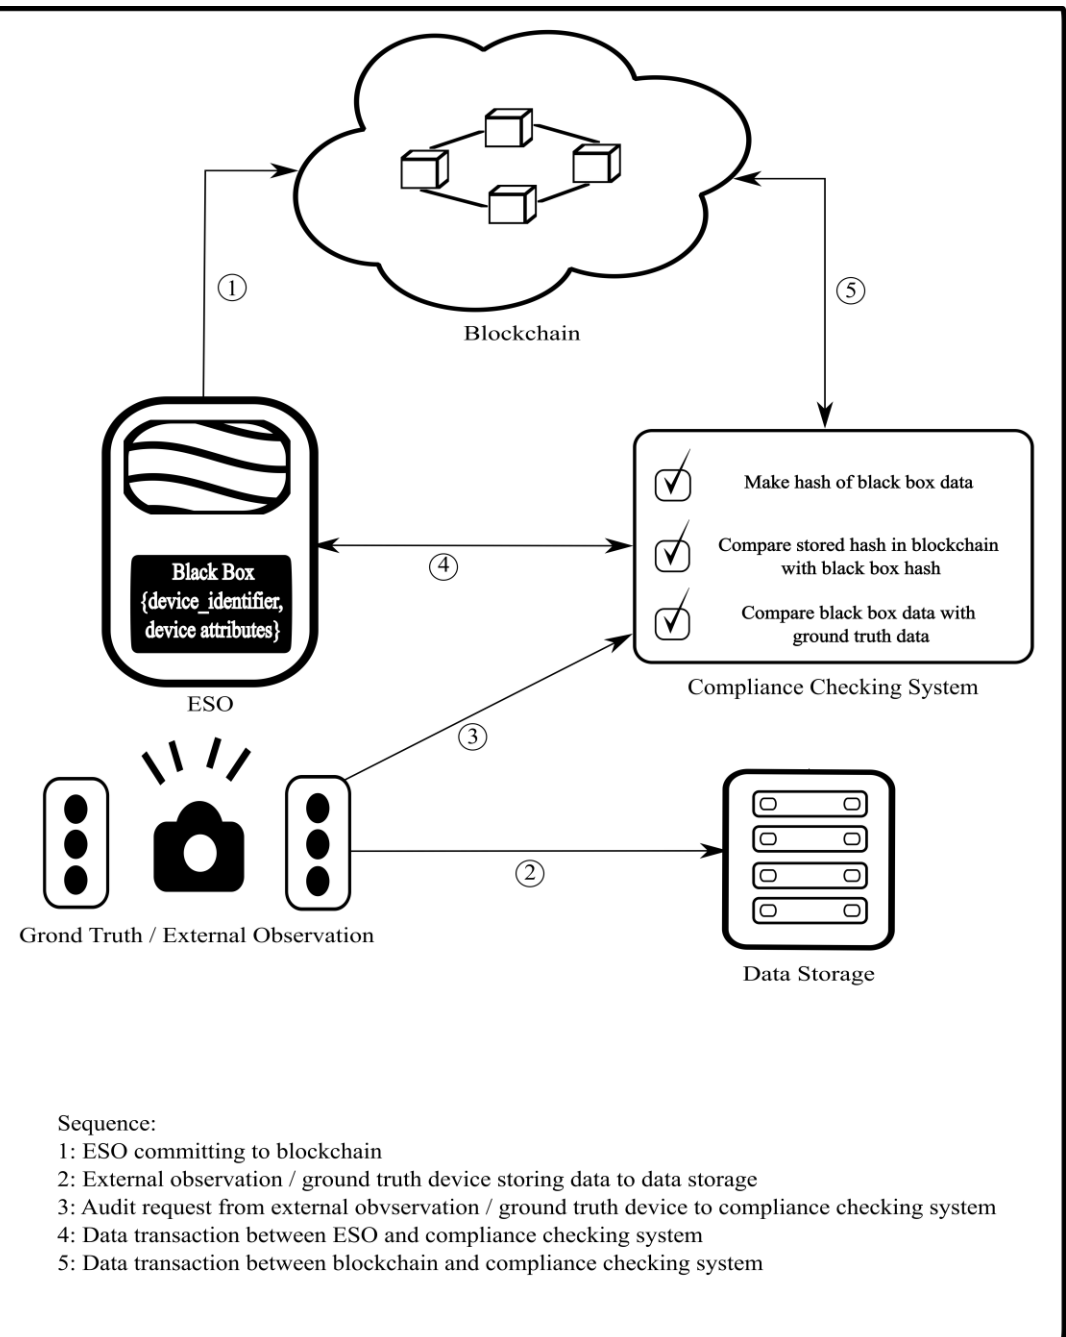 1
5
Blockchain
Make hash of black box data
Compare stored hash in blockchain
with black box hash
Compare black box data with
ground truth data
4
Black Box
{device_identifier,
device attributes}
ESO
Compliance Checking System
3
2
Grond Truth / External Observation
Data Storage
Sequence:
1: ESO committing to blockchain
2: External observation / ground truth device storing data to data storage
3: Audit request from external obvservation / ground truth device to compliance checking system
4: Data transaction between ESO and compliance checking system
5: Data transaction between blockchain and compliance checking system